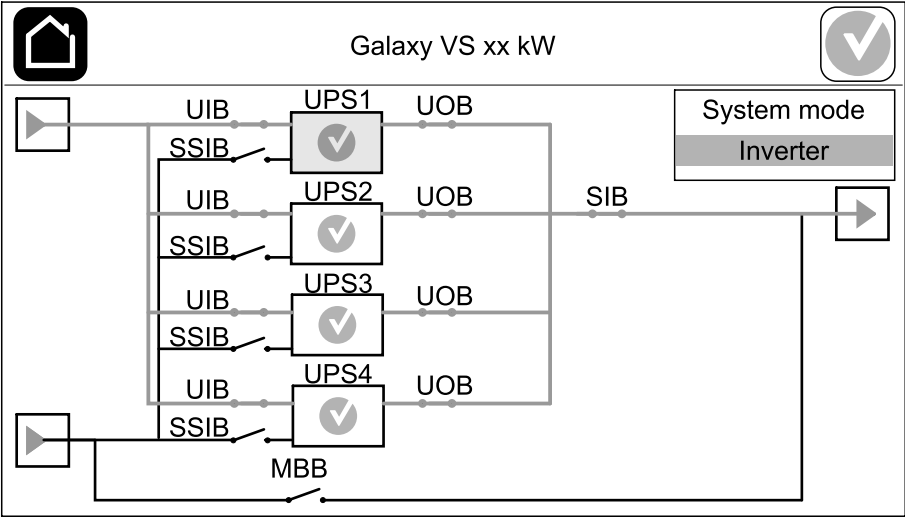 Galaxy VS xx kW
System mode
Inverter
UIB
UPS1
UOB
SSIB
UIB
UPS2
UOB
SIB
SSIB
UIB
UPS3
UOB
SSIB
UIB
UPS4
UOB
SSIB
MBB